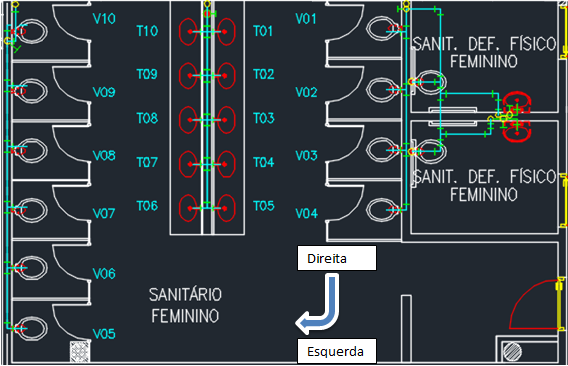 V10
T10
T01
V01
SANIT. DEF. FÍSICO
FEMININO
T09
T02
V09
V02
T08
T03
V08
V03
T07
T04
SANIT. DEF. FÍSICO
FEMININO
V07
T06
T05
V04
Direita
V06
SANITÁRIO
FEMININO
V05
Esquerda